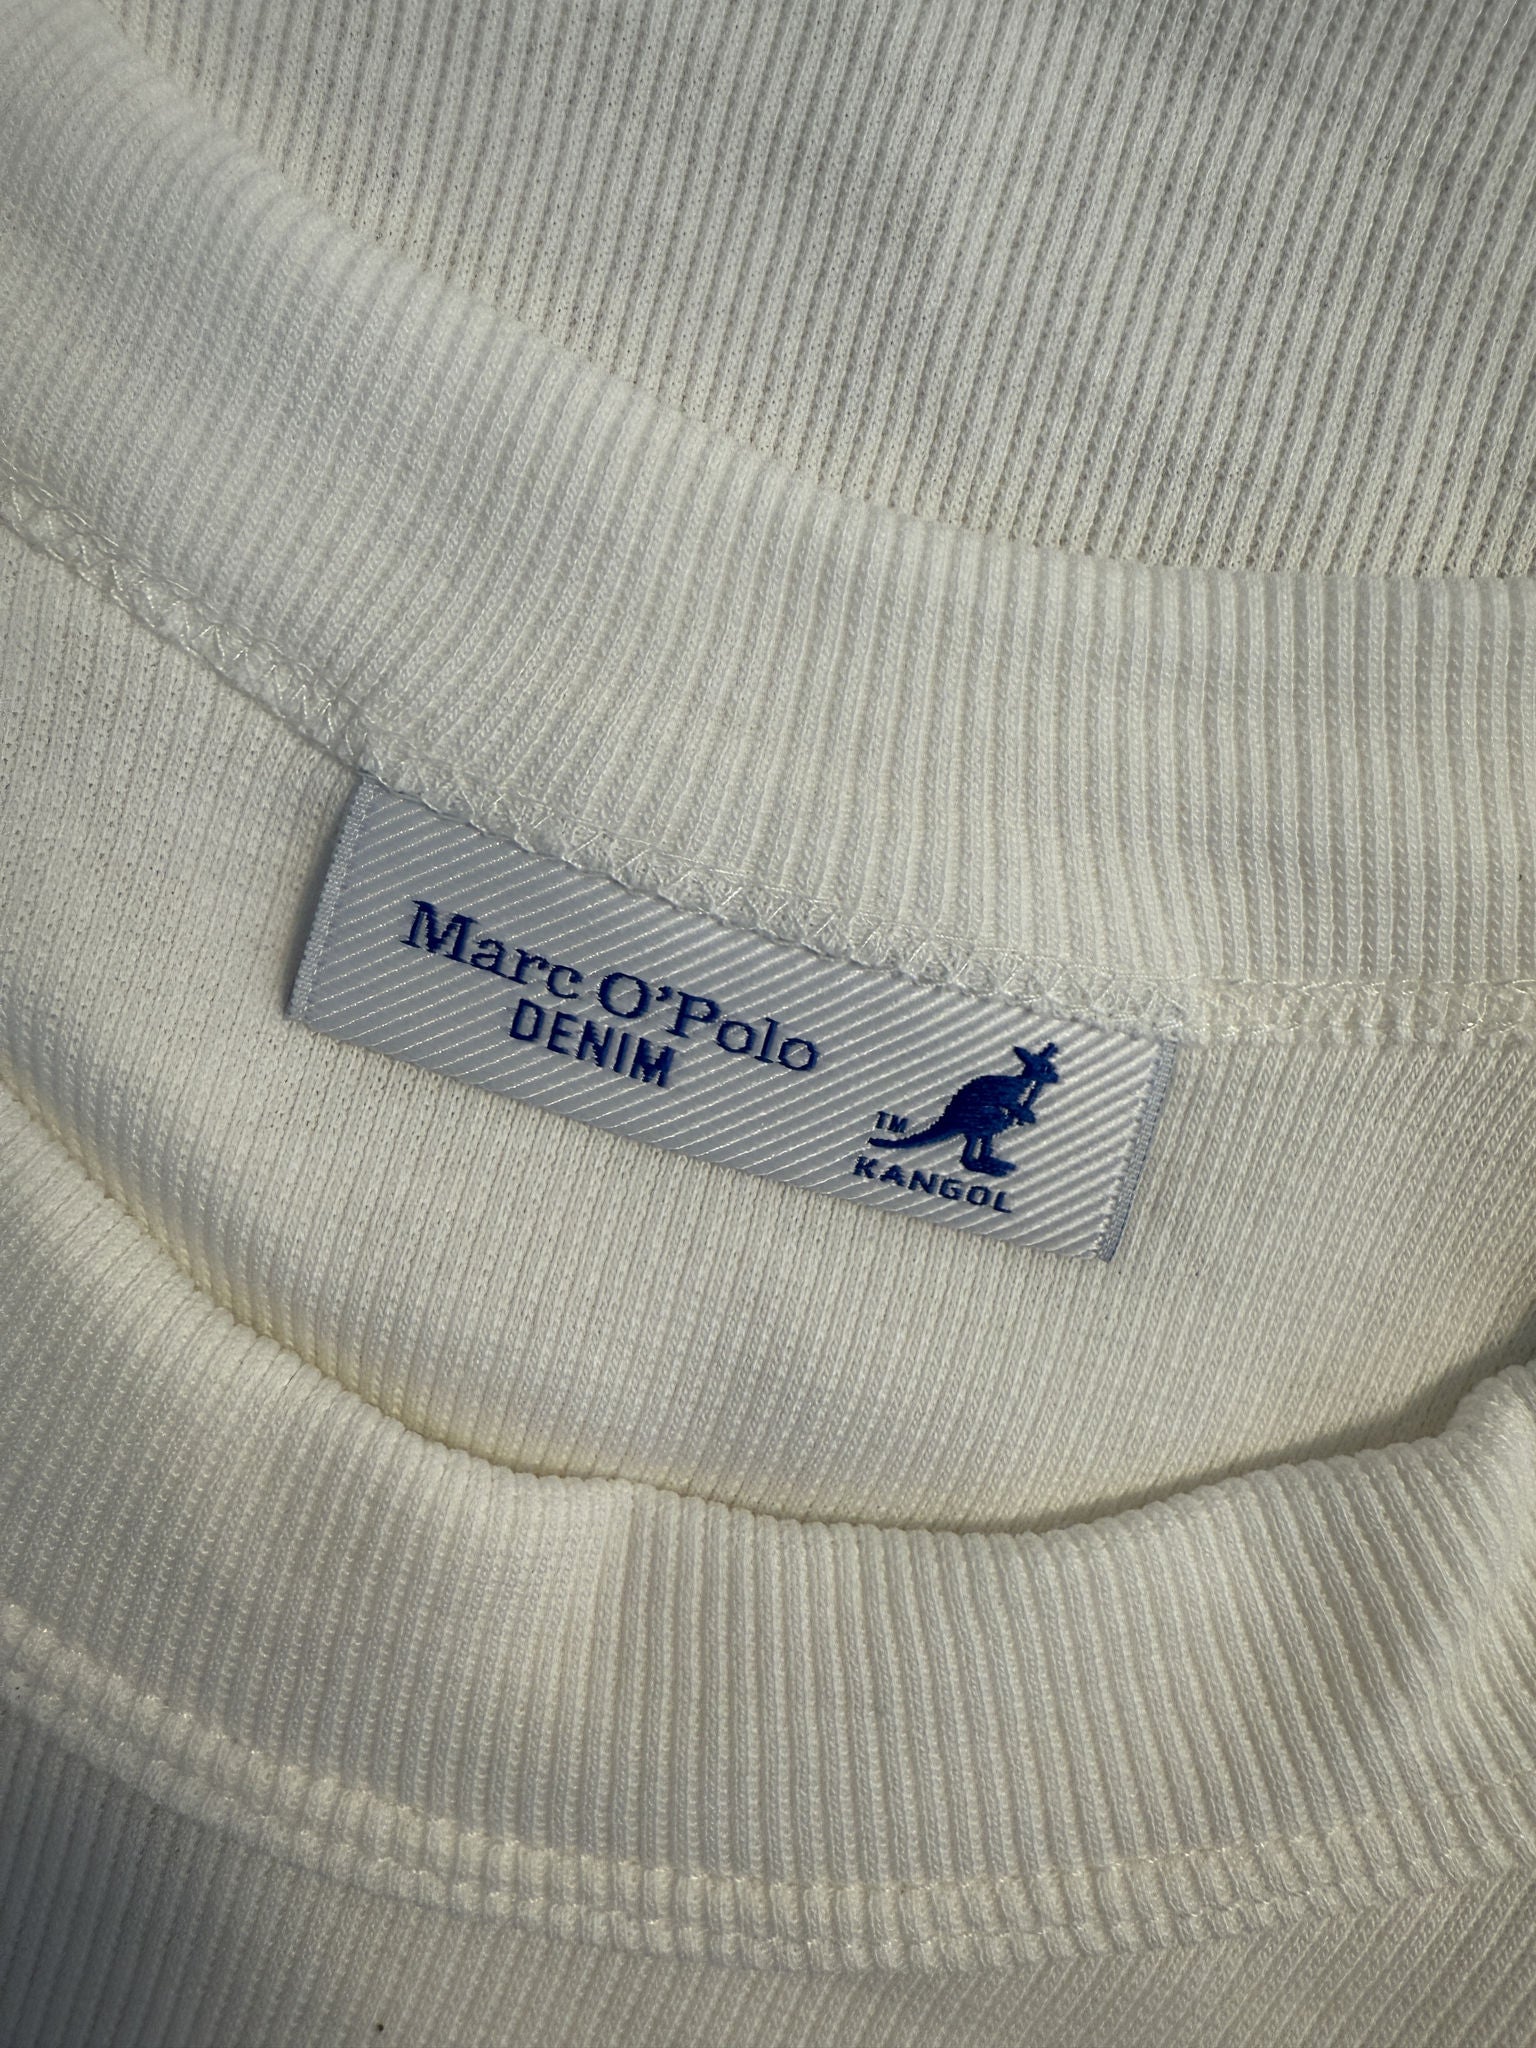 Marc O'Polo
DENIM
TM
KANGOL